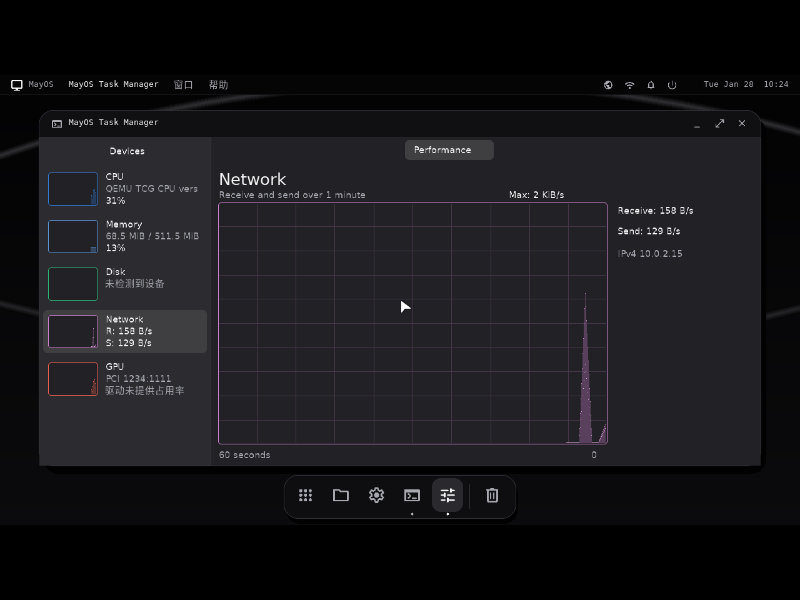 MayOS MayOS Task Manager 窗口 帮助 Tue Jan 28 10:24
MayOS Task Manager
Devices
Performance
CPU
QEMU TCG CPU vers
31%
Memory
68.5 MiB / 511.5 MiB
13%
Disk
未检测到设备
Network
R: 158 B/s
S: 129 B/s
GPU
PCI 1234:1111
驱动未提供占用率
Network
Receive and send over 1 minute Max: 2 KiB/s
Receive: 158 B/s
Send: 129 B/s
IPv4 10.0.2.15
60 seconds 0